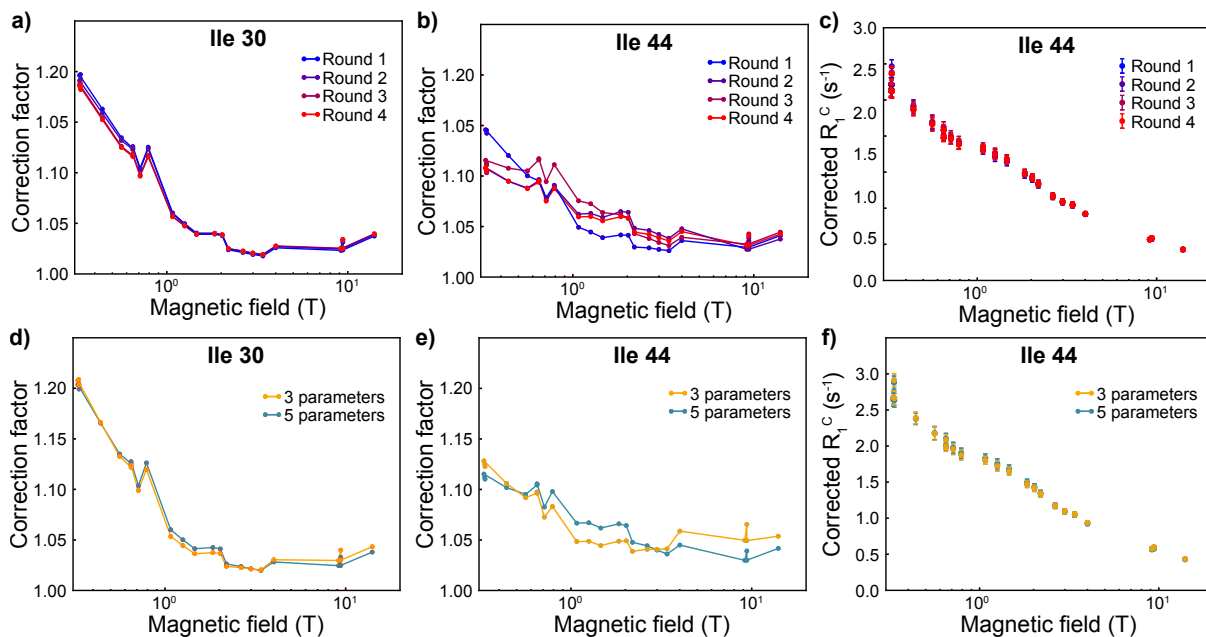 a)
Ile 30
Correction factor
1.20
1.05
1.10
1.05
1.00
Round 1
Round 2
Round 3
Round 4
10⁰
10¹
Magnetic field (T)
b)
Ile 44
Correction factor
1.20
1.05
1.10
1.05
1.00
Round 1
Round 2
Round 3
Round 4
10⁰
10¹
Magnetic field (T)
c)
Ile 44
Corrected R₁ᶜ (s⁻¹)
3.0
2.5
2.0
1.5
1.0
0.5
0.0
Round 1
Round 2
Round 3
Round 4
10⁰
10¹
Magnetic field (T)
d)
Ile 30
Correction factor
1.20
1.15
1.10
1.05
1.00
3 parameters
5 parameters
10⁰
10¹
Magnetic field (T)
e)
Ile 44
Correction factor
1.20
1.15
1.10
1.05
1.00
3 parameters
5 parameters
10⁰
10¹
Magnetic field (T)
f)
Ile 44
Corrected R₁ᶜ (s⁻¹)
3.0
2.5
2.0
1.5
1.0
0.5
0.0
3 parameters
5 parameters
10⁰
10¹
Magnetic field (T)